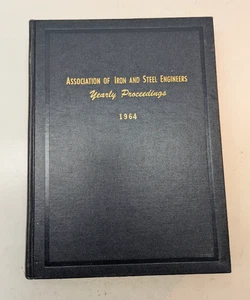 Association of Iron and Steel Engineers
Yearly Proceedings
1964